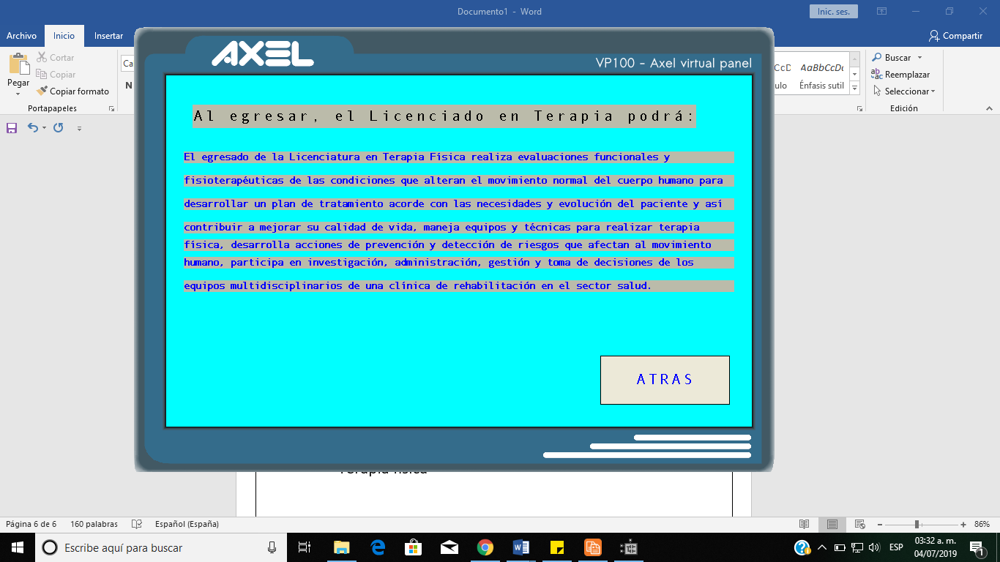 Documento1 - Word
Inic. ses.
Archivo
Inicio
Insertar
Compartir
Pegar
Cortar
Copiar
Copiar formato
Portapapeles
Ca
N
AaBbCcDc
Énfasis sutil
Buscar
Reemplazar
Seleccionar
Edición
AXEL
VP100 - Axel virtual panel
Al egresar, el Licenciado en Terapia podrá:
El egresado de la Licenciatura en Terapia Física realiza evaluaciones funcionales y
fisioterapéuticas de las condiciones que alteran el movimiento normal del cuerpo humano para
desarrollar un plan de tratamiento acorde con las necesidades y evolución del paciente y así
contribuir a mejorar su calidad de vida, maneja equipos y técnicas para realizar terapia
física, desarrolla acciones de prevención y detección de riesgos que afectan al movimiento
humano, participa en investigación, administración, gestión y toma de decisiones de los
equipos multidisciplinarios de una clínica de rehabilitación en el sector salud.
ATRAS
Página 6 de 6
160 palabras
Español (España)
86%
Escribe aquí para buscar
ESP
03:32 a. m.
04/07/2019
1